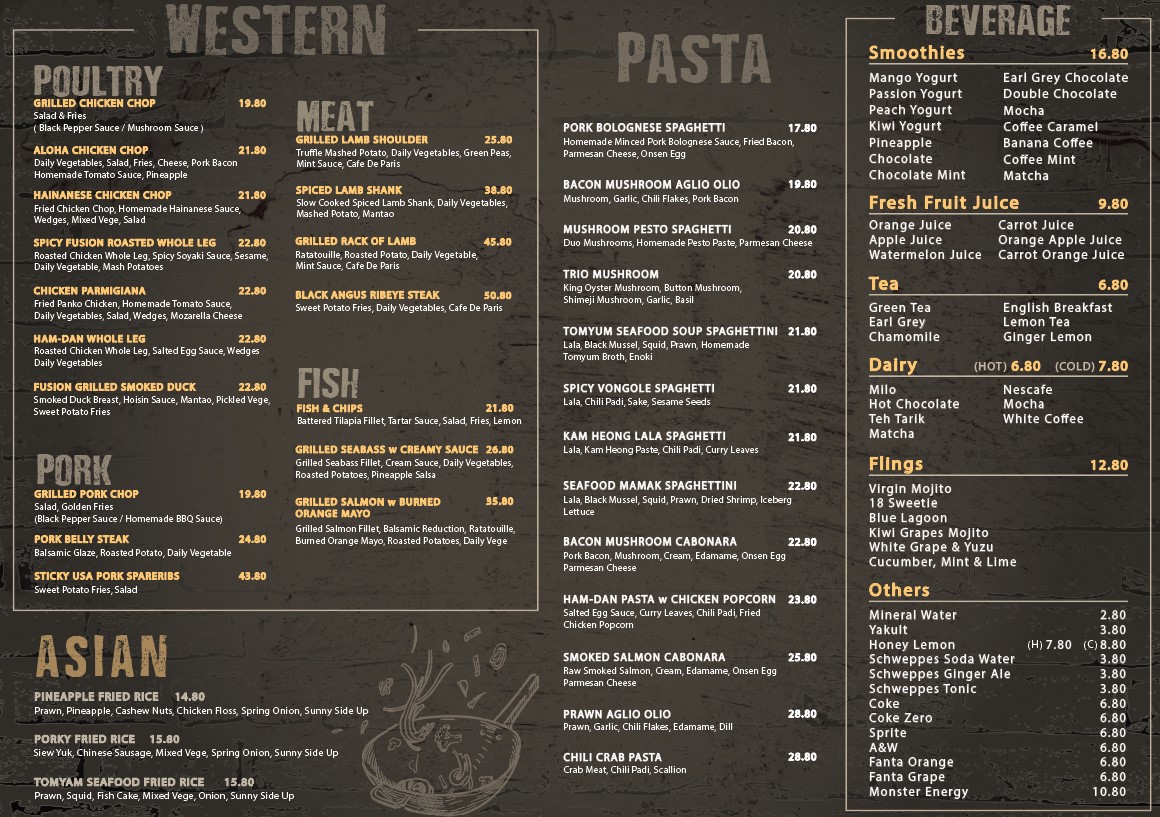 WESTERN
POULTRY
GRILLED CHICKEN CHOP 19.80
Salad & Fries
( Black Pepper Sauce / Mushroom Sauce )
ALOHA CHICKEN CHOP 21.80
Daily Vegetables, Salad, Fries, Cheese, Pork Bacon
Homemade Tomato Sauce, Pineapple
HAINANESE CHICKEN CHOP 21.80
Fried Chicken Chop, Homemade Hainanese Sauce,
Wedges, Mixed Vege, Salad
SPICY FUSION ROASTED WHOLE LEG 22.80
Roasted Chicken Whole Leg, Spicy Soyaki Sauce, Sesame,
Daily Vegetable, Mash Potatoes
CHICKEN PARMIGIANA 22.80
Fried Panko Chicken, Homemade Tomato Sauce,
Daily Vegetables, Salad, Wedges, Mozarella Cheese
HAM-DAN WHOLE LEG 22.80
Roasted Chicken Whole Leg, Salted Egg Sauce, Wedges
Daily Vegetables
FUSION GRILLED SMOKED DUCK 22.80
Smoked Duck Breast, Hoisin Sauce, Mantao, Pickled Vege,
Sweet Potato Fries
PORK
GRILLED PORK CHOP 19.80
Salad, Golden Fries
(Black Pepper Sauce / Homemade BBQ Sauce)
PORK BELLY STEAK 24.80
Balsamic Glaze, Roasted Potato, Daily Vegetable
STICKY USA PORK SPARERIBS 43.80
Sweet Potato Fries, Salad
MEAT
GRILLED LAMB SHOULDER 25.80
Truffle Mashed Potato, Daily Vegetables, Green Peas,
Mint Sauce, Cafe De Paris
SPICED LAMB SHANK 38.80
Slow Cooked Spiced Lamb Shank, Daily Vegetables,
Mashed Potato, Mantao
GRILLED RACK OF LAMB 45.80
Ratatouille, Roasted Potato, Daily Vegetable,
Mint Sauce, Cafe De Paris
BLACK ANGUS RIBEYE STEAK 50.80
Sweet Potato Fries, Daily Vegetables, Cafe De Paris
FISH
FISH & CHIPS 21.80
Battered Tilapia Fillet, Tartar Sauce, Salad, Fries, Lemon
GRILLED SEABASS w CREAMY SAUCE 26.80
Grilled Seabass Fillet, Cream Sauce, Daily Vegetables,
Roasted Potatoes, Pineapple Salsa
GRILLED SALMON w BURNED 35.80
ORANGE MAYO
Grilled Salmon Fillet, Balsamic Reduction, Ratatouille,
Burned Orange Mayo, Roasted Potatoes, Daily Vege
ASIAN
PINEAPPLE FRIED RICE 14.80
Prawn, Pineapple, Cashew Nuts, Chicken Floss, Spring Onion, Sunny Side Up
PORKY FRIED RICE 15.80
Siew Yuk, Chinese Sausage, Mixed Vege, Spring Onion, Sunny Side Up
TOMYAM SEAFOOD FRIED RICE 15.80
Prawn, Squid, Fish Cake, Mixed Vege, Onion, Sunny Side Up
PASTA
PORK BOLOGNESE SPAGHETTI 17.80
Homemade Minced Pork Bolognese Sauce, Fried Bacon,
Parmesan Cheese, Onsen Egg
BACON MUSHROOM AGLIO OLIO 19.80
Mushroom, Garlic, Chili Flakes, Pork Bacon
MUSHROOM PESTO SPAGHETTI 20.80
Duo Mushrooms, Homemade Pesto Paste, Parmesan Cheese
TRIO MUSHROOM 20.80
King Oyster Mushroom, Button Mushroom,
Shimeji Mushroom, Garlic, Basil
TOMYUM SEAFOOD SOUP SPAGHETTINI 21.80
Lala, Black Mussel, Squid, Prawn, Homemade
Tomyum Broth, Enoki
SPICY VONGOLE SPAGHETTI 21.80
Lala, Chili Padi, Sake, Sesame Seeds
KAM HEONG LALA SPAGHETTI 21.80
Lala, Kam Heong Paste, Chili Padi, Curry Leaves
SEAFOOD MAMAK SPAGHETTINI 22.80
Lala, Black Mussel, Squid, Prawn, Dried Shrimp, Iceberg
Lettuce
BACON MUSHROOM CABONARA 22.80
Pork Bacon, Mushroom, Cream, Edamame, Onsen Egg
Parmesan Cheese
HAM-DAN PASTA w CHICKEN POPCORN 23.80
Salted Egg Sauce, Curry Leaves, Chili Padi, Fried
Chicken Popcorn
SMOKED SALMON CABONARA 25.80
Raw Smoked Salmon, Cream, Edamame, Onsen Egg
Parmesan Cheese
PRAWN AGLIO OLIO 28.80
Prawn, Garlic, Chili Flakes, Edamame, Dill
CHILI CRAB PASTA 28.80
Crab Meat, Chili Padi, Scallion
BEVERAGE
Smoothies 16.80
Mango Yogurt Earl Grey Chocolate
Passion Yogurt Double Chocolate
Peach Yogurt Mocha
Kiwi Yogurt Coffee Caramel
Pineapple Banana Coffee
Chocolate Coffee Mint
Chocolate Mint Matcha
Fresh Fruit Juice 9.80
Orange Juice Carrot Juice
Apple Juice Orange Apple Juice
Watermelon Juice Carrot Orange Juice
Tea 6.80
Green Tea English Breakfast
Earl Grey Lemon Tea
Chamomile Ginger Lemon
Dairy (HOT) 6.80 (COLD) 7.80
Milo Nescafe
Hot Chocolate Mocha
Teh Tarik White Coffee
Matcha
Flings 12.80
Virgin Mojito
18 Sweetie
Blue Lagoon
Kiwi Grapes Mojito
White Grape & Yuzu
Cucumber, Mint & Lime
Others
Mineral Water 2.80
Yakult 3.80
Honey Lemon (H) 7.80 (C) 8.80
Schweppes Soda Water 3.80
Schweppes Ginger Ale 3.80
Schweppes Tonic 3.80
Coke 6.80
Coke Zero 6.80
Sprite 6.80
A&W 6.80
Fanta Orange 6.80
Fanta Grape 6.80
Monster Energy 10.80